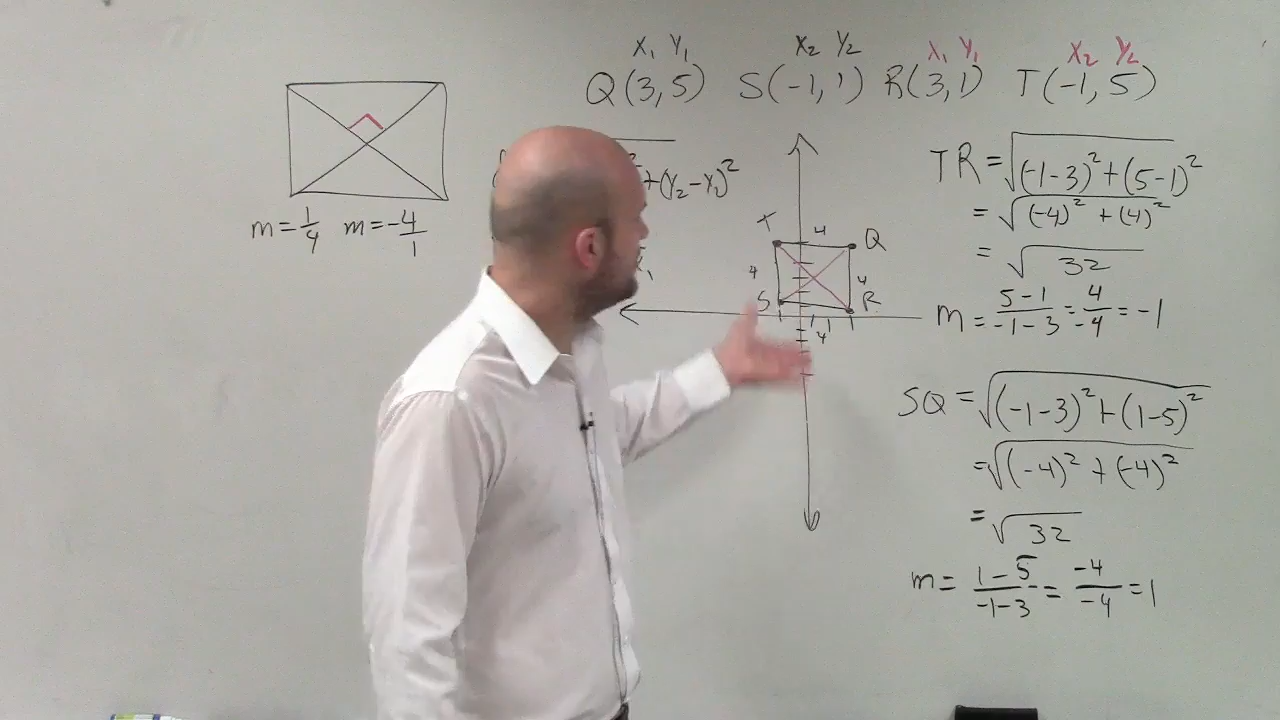 X₁ Y₁ X₂ Y₂ X₁ Y₁ X₂ Y₂
Q(3,5) S(-1,1) R(3,1) T(-1,5)
m=1/4 m=-4/1
+(Y₂-Y₁)²
T 4 Q
4 4
S R
4
TR=√((-1-3)²+(5-1)²)
=√((-4)²+(4)²)
=√32
m=(5-1)/(-1-3)=4/-4=-1
SQ=√((-1-3)²+(1-5)²)
=√((-4)²+(-4)²)
=√32
m=(1-5)/(-1-3)=-4/-4=1